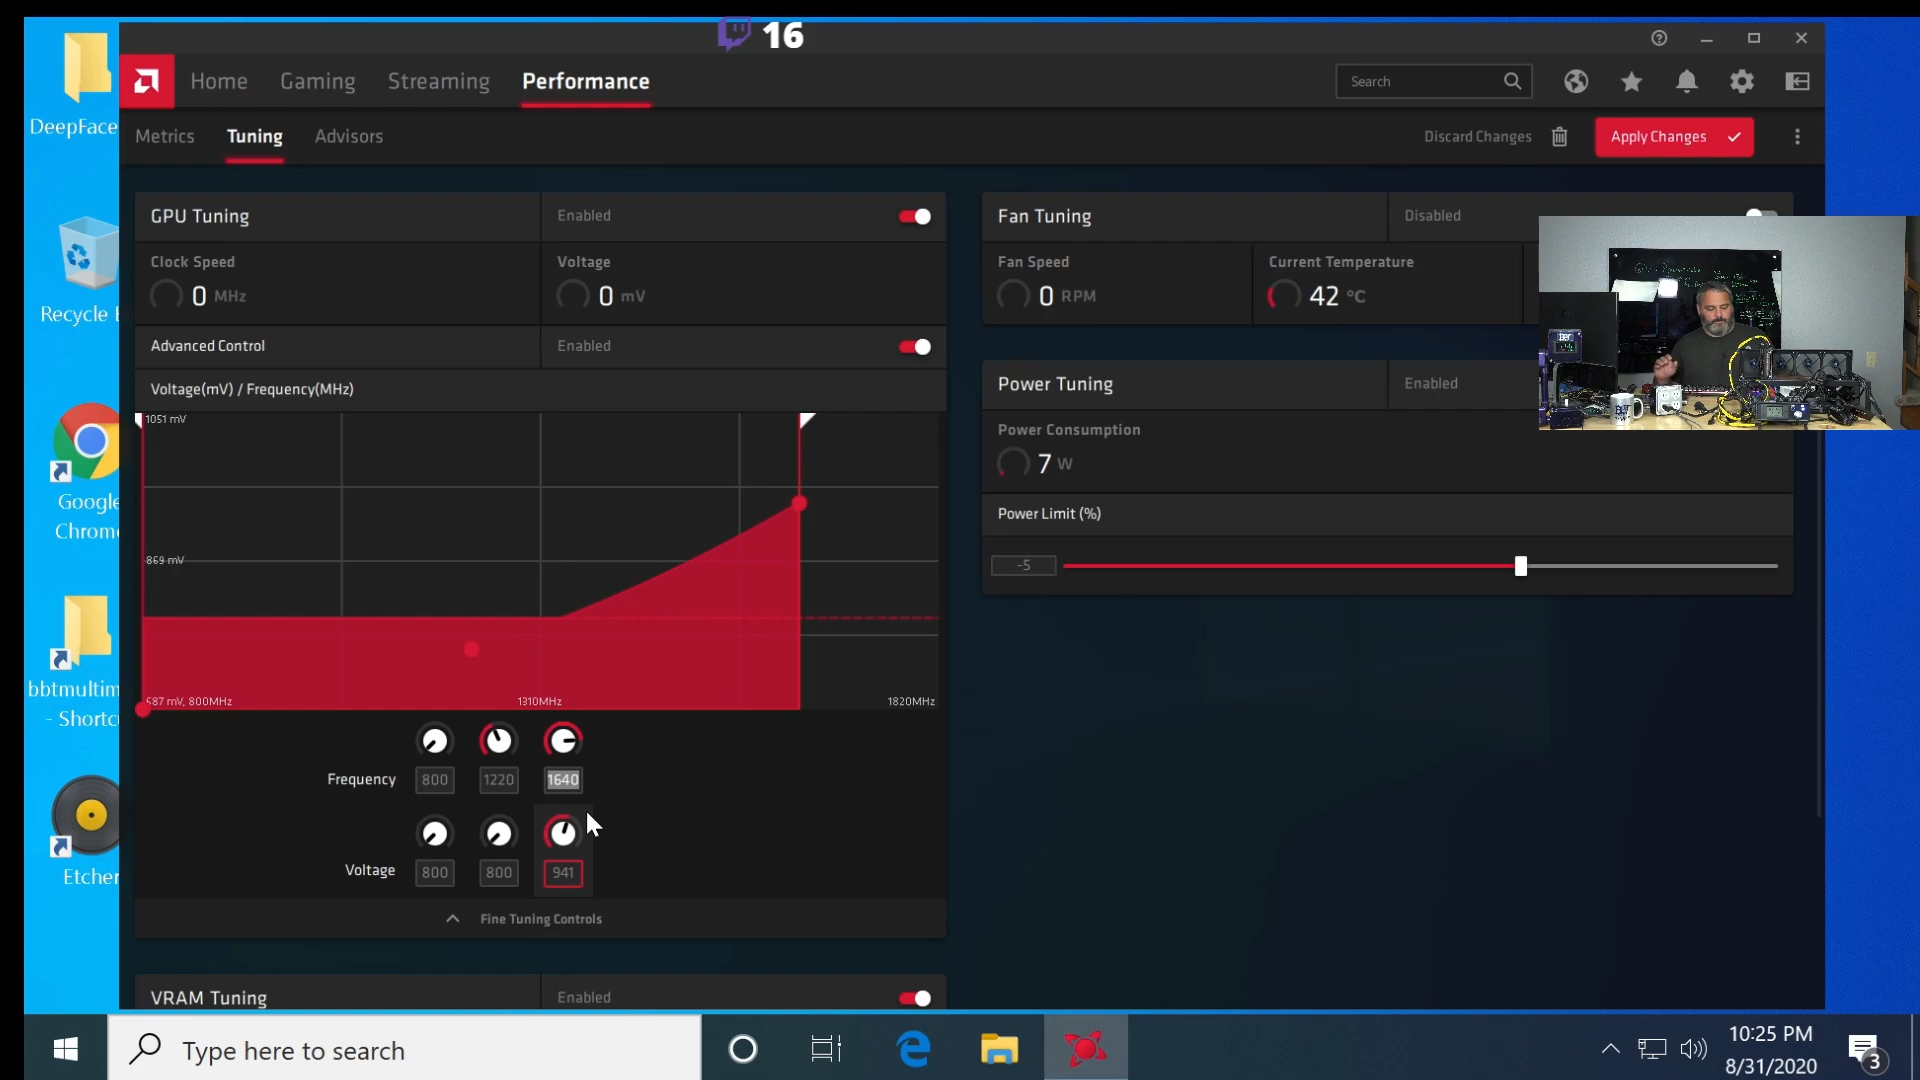 16
DeepFace
Recycle
Google
Chrom
bbtmultim
- Shortc
Etcher
Home
Gaming
Streaming
Performance
Search
Metrics
Tuning
Advisors
Discard Changes
Apply Changes
GPU Tuning
Enabled
Clock Speed
0 MHz
Voltage
0 mV
Advanced Control
Enabled
Voltage(mV) / Frequency(MHz)
1051 mV
869 mV
687 mV, 800MHz
1310MHz
1820MHz
Frequency
800
1220
1640
Voltage
800
800
941
Fine Tuning Controls
VRAM Tuning
Enabled
Fan Tuning
Disabled
Fan Speed
0 RPM
Current Temperature
42 °C
Power Tuning
Enabled
Power Consumption
7 W
Power Limit (%)
-5
Type here to search
10:25 PM
8/31/2020
3